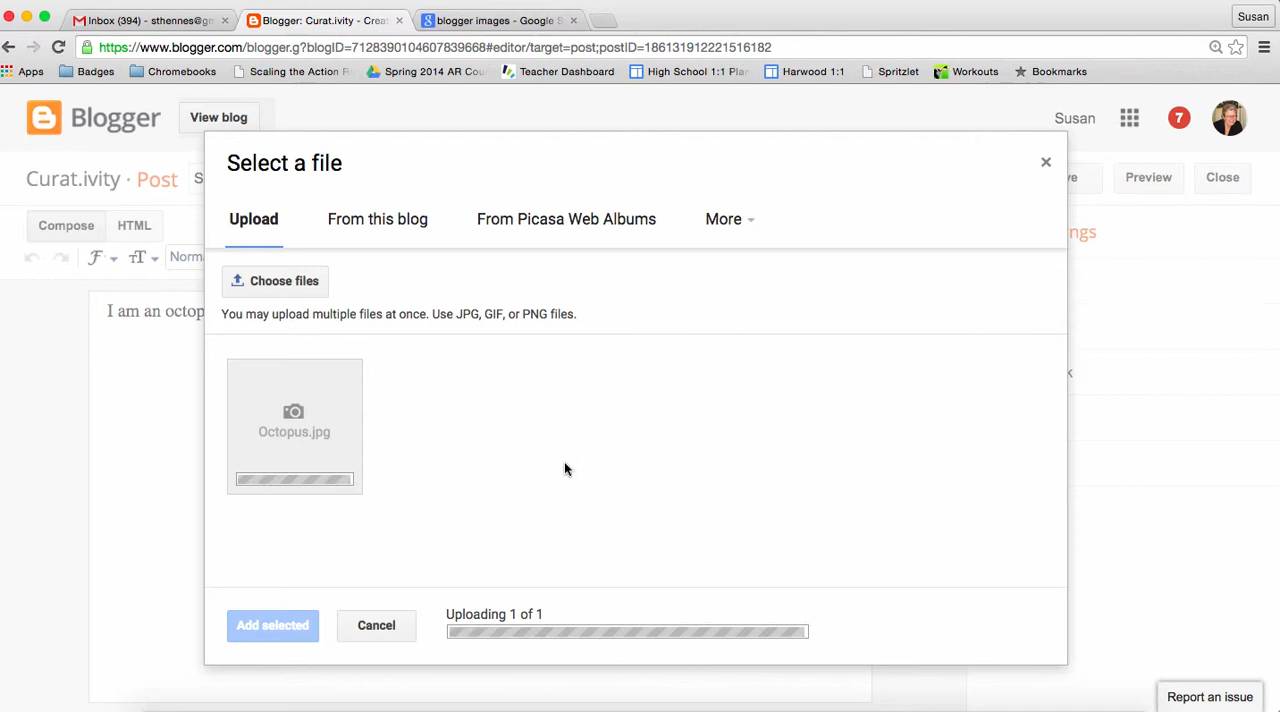 Inbox (394) - sthennes@gm
Blogger: Curat.ivity - Crea
blogger images - Google S
Susan
https://www.blogger.com/blogger.g?blogID=7128390104607839668#editor/target=post;postID=186131912221516182
Apps
Badges
Chromebooks
Scaling the Action R
Spring 2014 AR Cou
Teacher Dashboard
High School 1:1 Pla
Harwood 1:1
Spritzlet
Workouts
Bookmarks
Blogger
View blog
Susan
7
Select a file
Curat.ivity · Post
S
ve
Preview
Close
Upload
From this blog
From Picasa Web Albums
More
Compose
HTML
ngs
Norma
Choose files
I am an octop
You may upload multiple files at once. Use JPG, GIF, or PNG files.
k
Octopus.jpg
Uploading 1 of 1
Add selected
Cancel
Report an issue